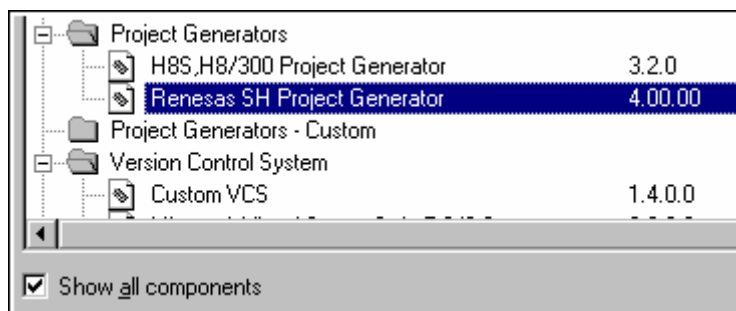 Project Generators
H8S,H8/300 Project Generator 3.2.0
Renesas SH Project Generator 4.00.00
Project Generators - Custom
Version Control System
Custom VCS 1.4.0.0
Show all components